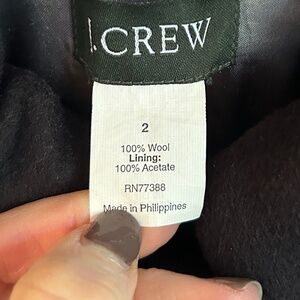 J.CREW
2
100% Wool
Lining:
100% Acetate
RN77388
Made in Philippines